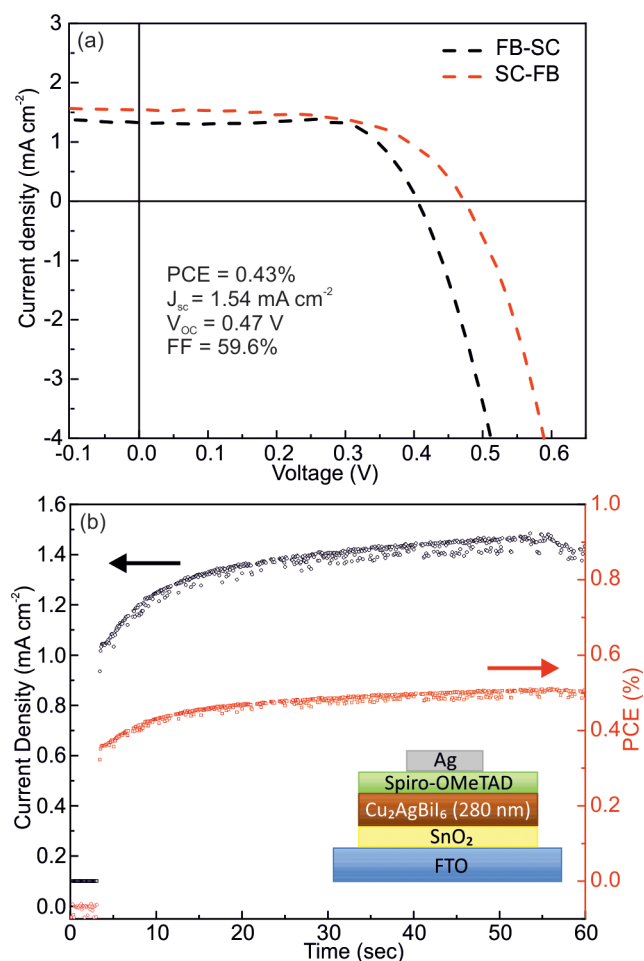 (a)
FB-SC
SC-FB
2
1
0
-1
-2
-3
-4
Current density (mA cm⁻²)
PCE = 0.43%
J_sc = 1.54 mA cm⁻²
V_OC = 0.47 V
FF = 59.6%
-0.1 0.0 0.1 0.2 0.3 0.4 0.5 0.6
Voltage (V)
(b)
1.6
1.4
1.2
1.0
0.8
0.6
0.4
0.2
0.0
Current Density (mA cm⁻²)
1.0
0.8
0.6
0.4
0.2
0.0
PCE (%)
Ag
Spiro-OMeTAD
Cu₂AgBiI₆ (280 nm)
SnO₂
FTO
0 10 20 30 40 50 60
Time (sec)